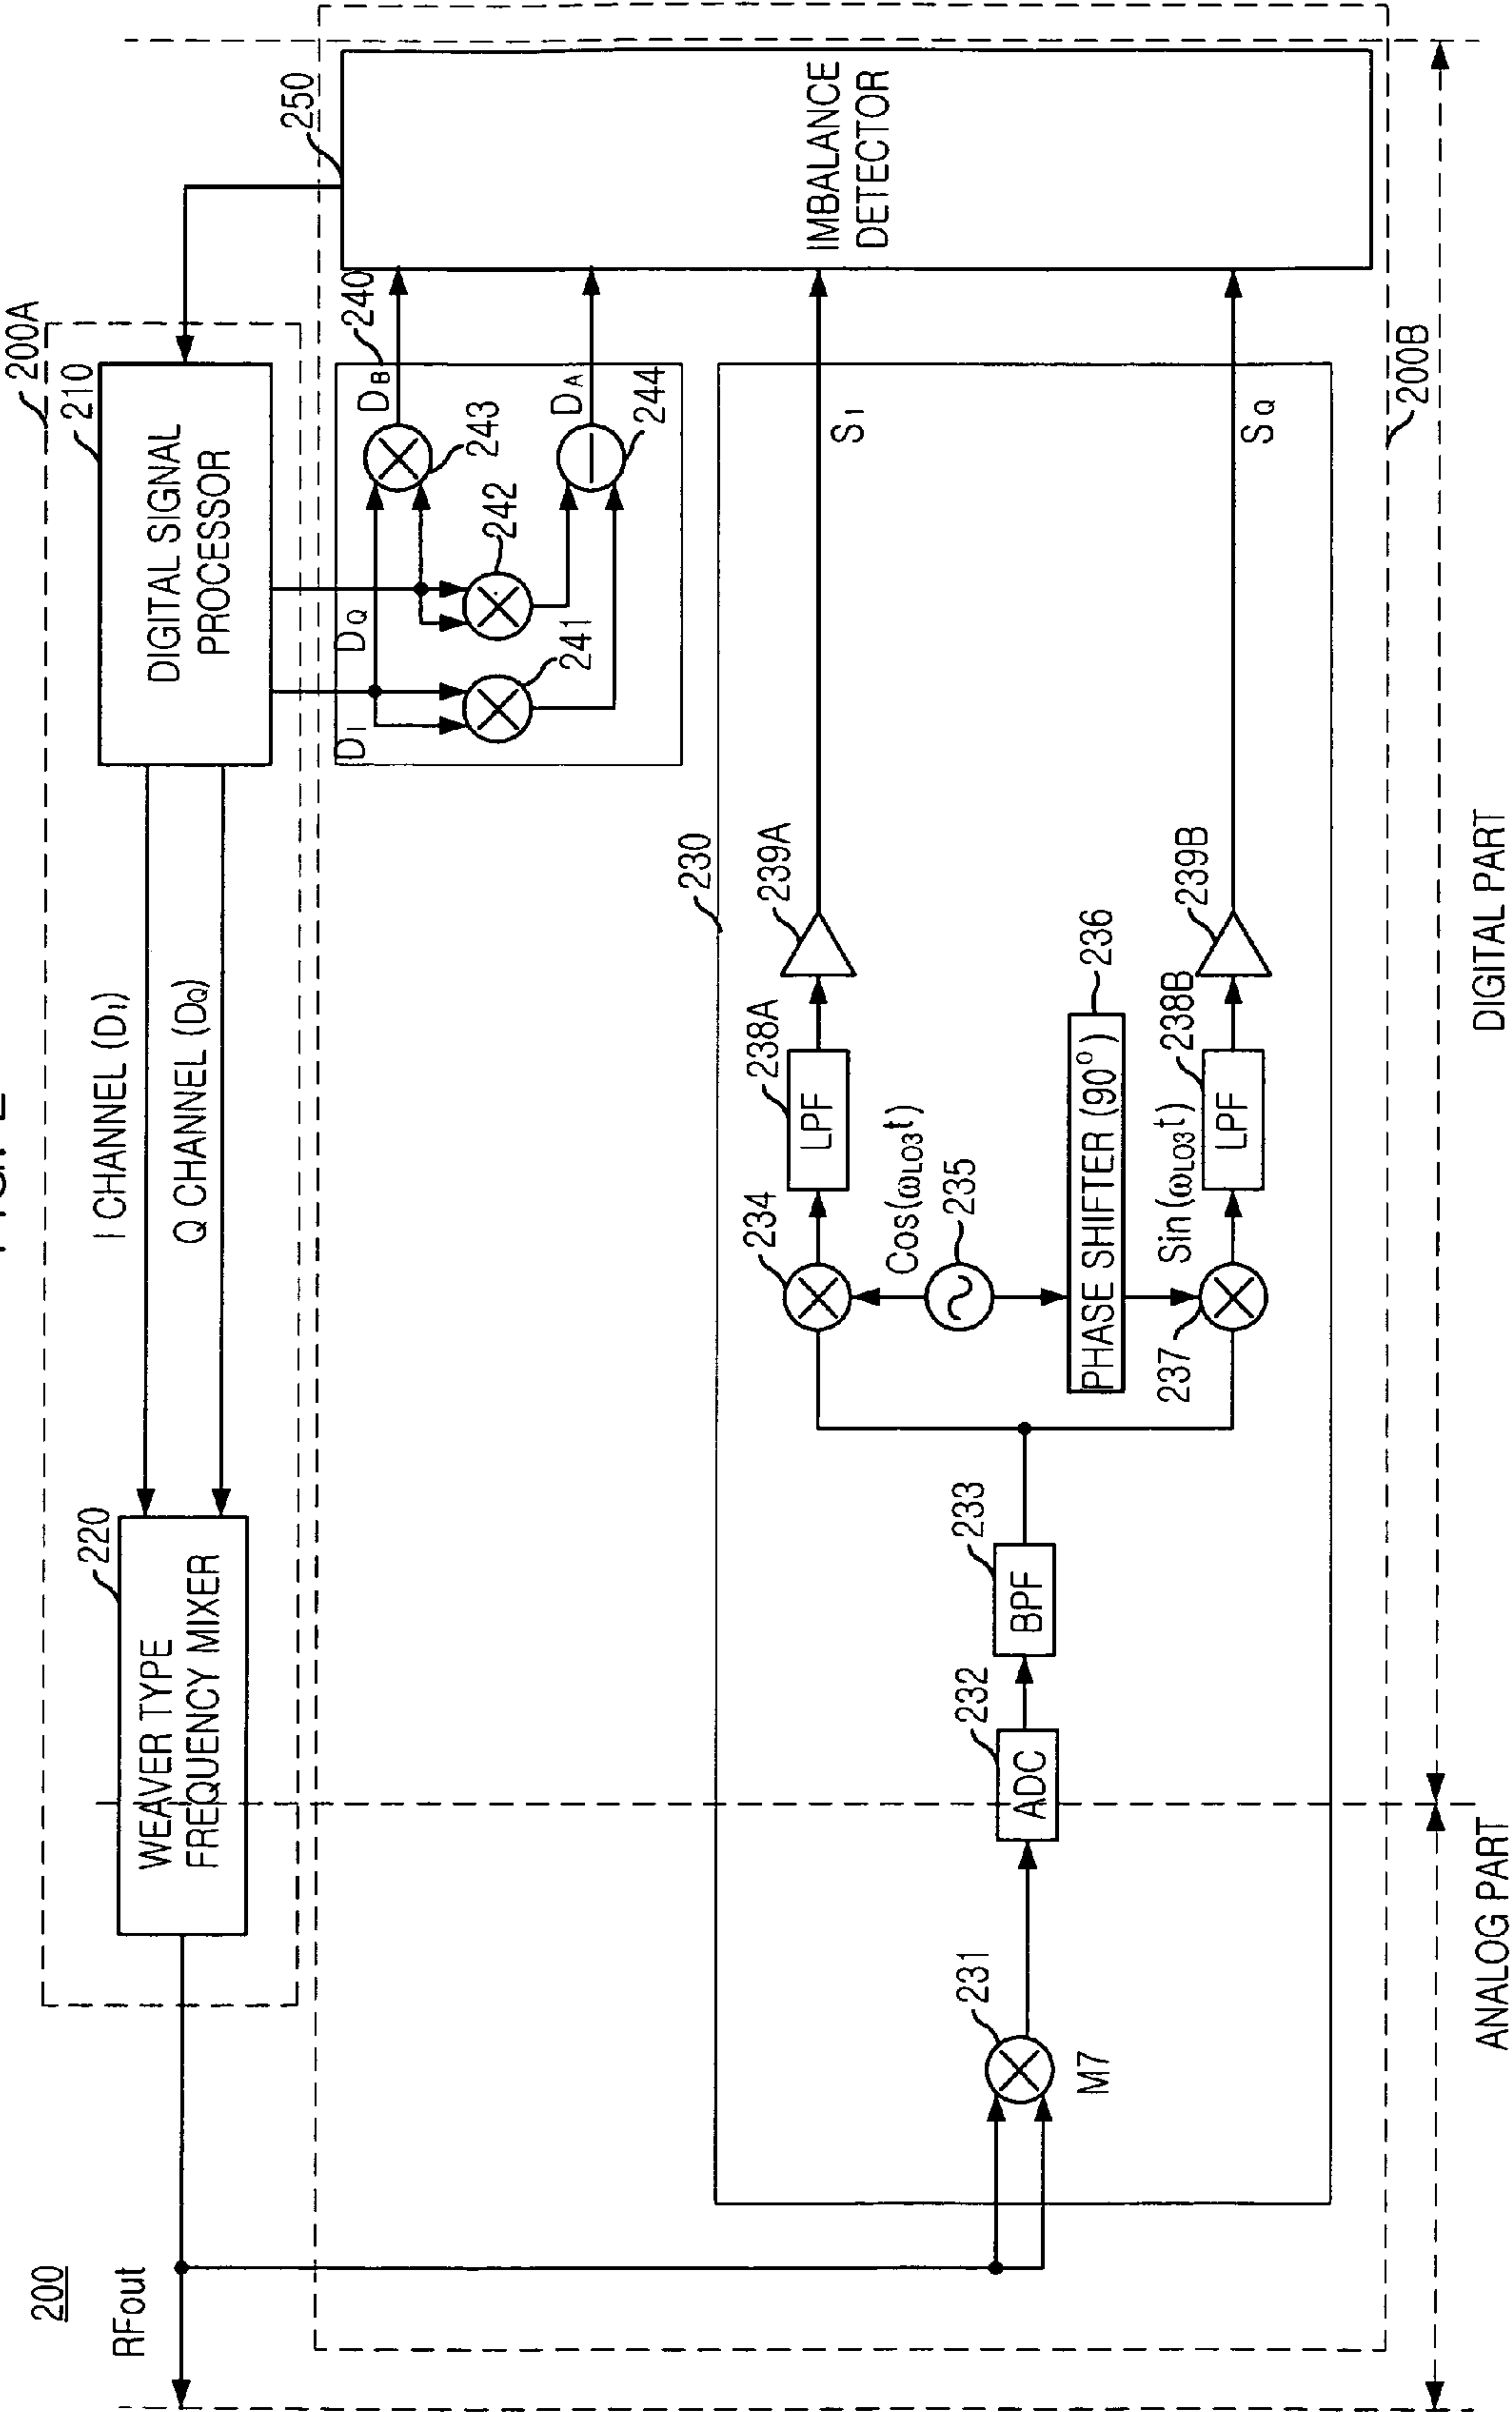 200
RFout
200A
220
WEAVER TYPE
FREQUENCY MIXER
I CHANNEL (DI)
Q CHANNEL (DQ)
210
DIGITAL SIGNAL
PROCESSOR
250
IMBALANCE
DETECTOR
240
DI
DQ
241
242
243
244
DB
DA
230
231
M7
232
ADC
233
BPF
234
Cos(ωLO3t)
235
PHASE SHIFTER (90°)
236
237
Sin(ωLO3t)
238A
LPF
238B
LPF
239A
239B
SI
SQ
200B
ANALOG PART
DIGITAL PART